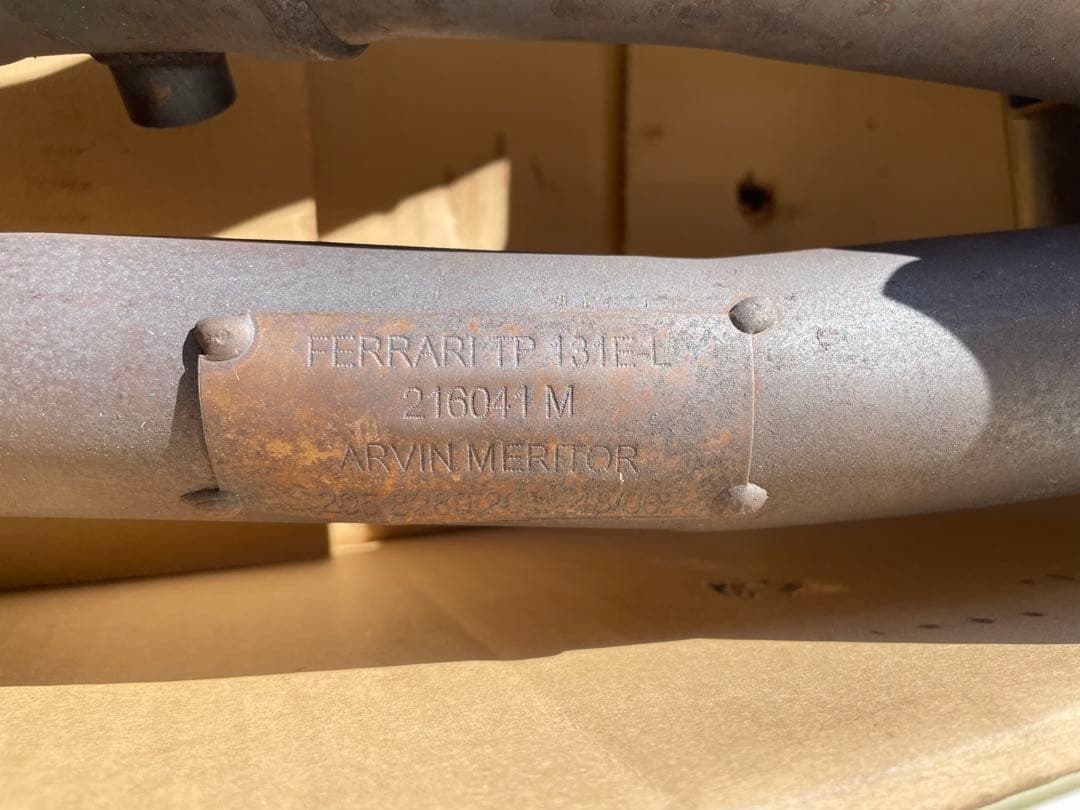 FERRARI TP 131E-L
216041 M
ARVIN MERITOR